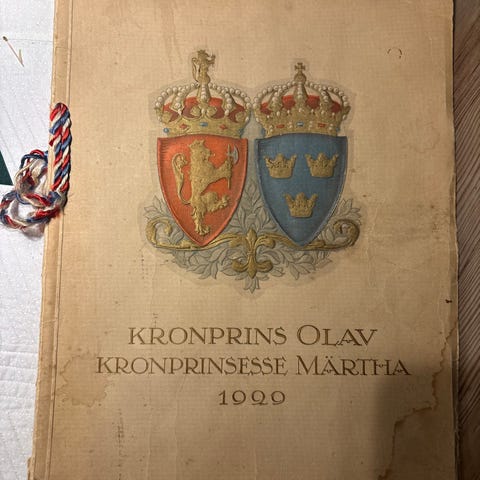 KRONPRINS OLAV
KRONPRINSESSE MÄRTHA
1929